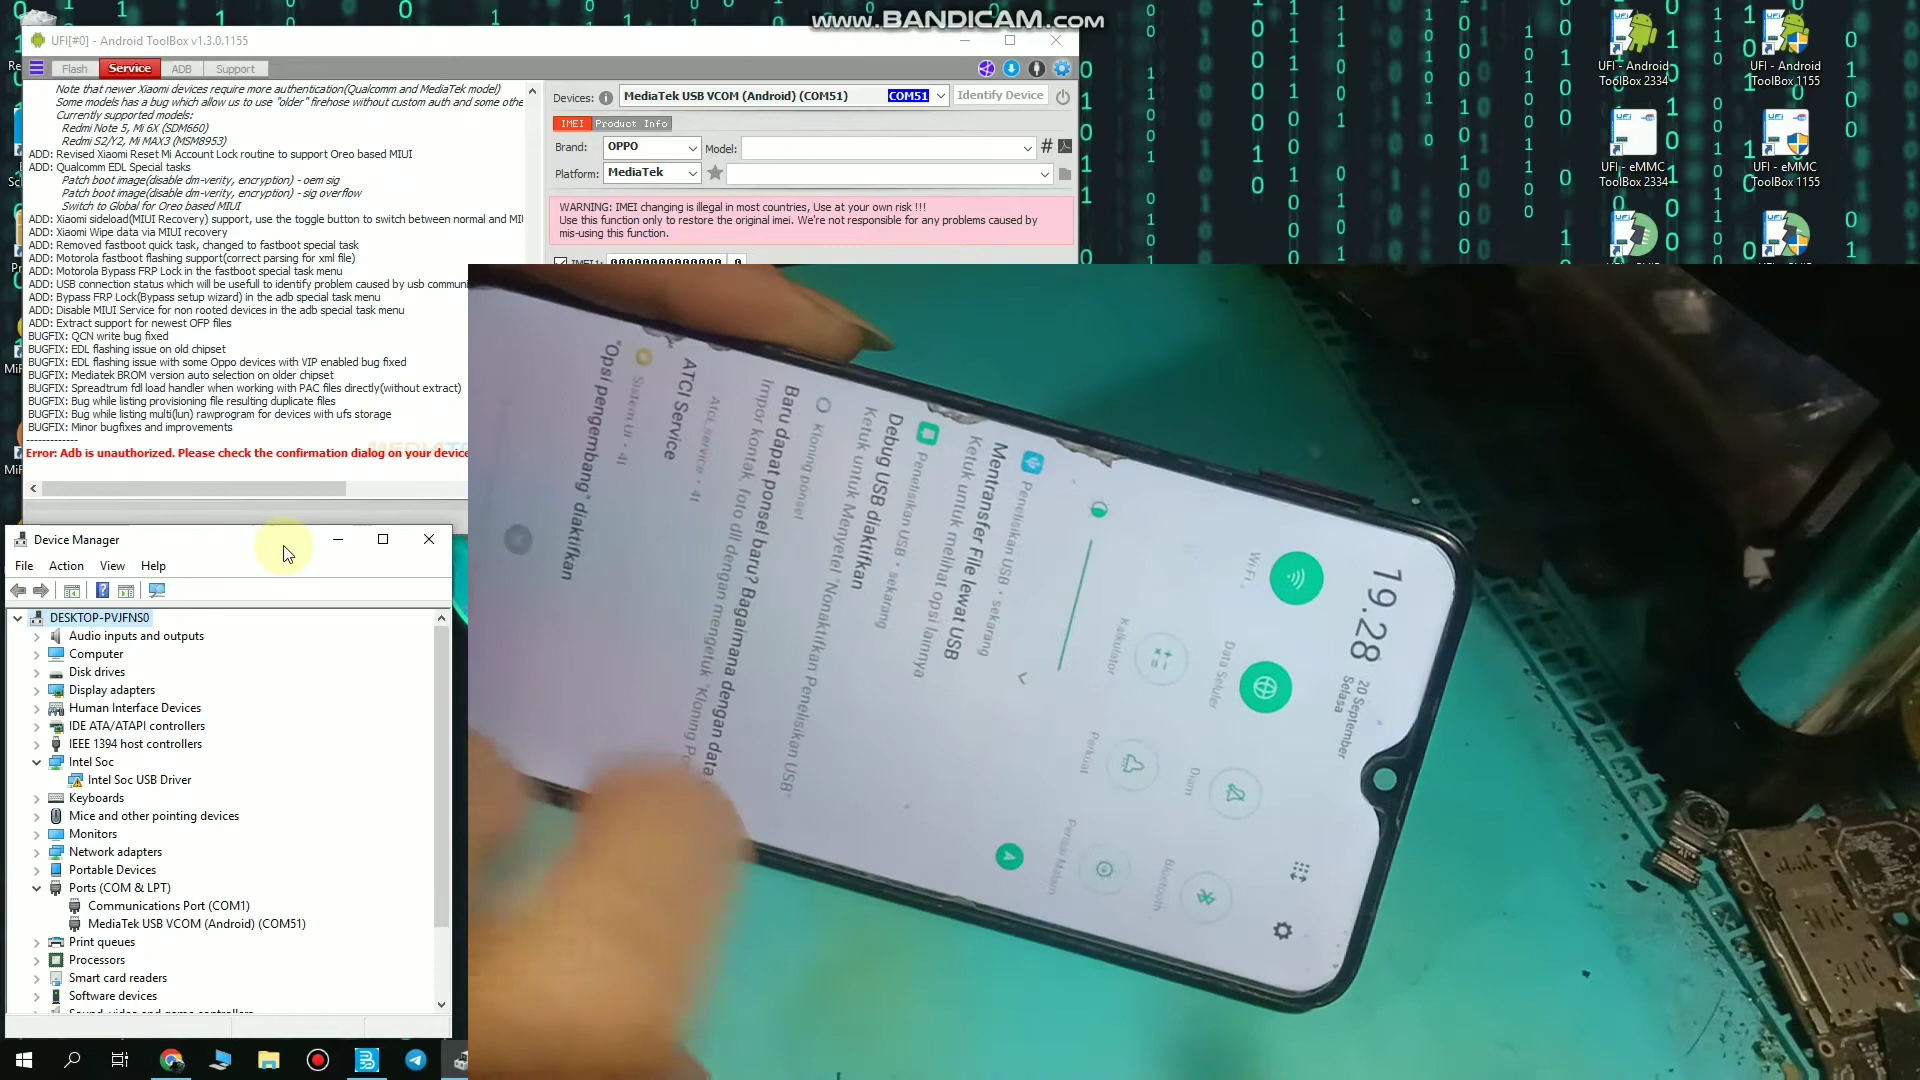 www.BANDICAM.com
UFI[#0] - Android ToolBox v1.3.0.1155
Flash
Service
ADB
Support
Note that newer Xiaomi devices require more authentication(Qualcomm and MediaTek model)
Some models has a bug which allow us to use "older" firehose without custom auth and some othe
Currently supported models:
Redmi Note 5, Mi 6X (SDM660)
Redmi S2/Y2, Mi MAX3 (MSM8953)
ADD: Revised Xiaomi Reset Mi Account Lock routine to support Oreo based MIUI
ADD: Qualcomm EDL Special tasks
Patch boot image(disable dm-verity, encryption) - oem sig
Patch boot image(disable dm-verity, encryption) - sig overflow
Switch to Global for Oreo based MIUI
ADD: Xiaomi sideload(MIUI Recovery) support, use the toggle button to switch between normal and MI
ADD: Xiaomi Wipe data via MIUI recovery
ADD: Removed fastboot quick task, changed to fastboot special task
ADD: Motorola fastboot flashing support(correct parsing for xml file)
ADD: Motorola Bypass FRP Lock in the fastboot special task menu
ADD: USB connection status which will be usefull to identify problem caused by usb communi
ADD: Bypass FRP Lock(Bypass setup wizard) in the adb special task menu
ADD: Disable MIUI Service for non rooted devices in the adb special task menu
ADD: Extract support for newest OFP files
BUGFIX: QCN write bug fixed
BUGFIX: EDL flashing issue on old chipset
BUGFIX: EDL flashing issue with some Oppo devices with VIP enabled bug fixed
BUGFIX: Mediatek BROM version auto selection on older chipset
BUGFIX: Spreadtrum fdl load handler when working with PAC files directly(without extract)
BUGFIX: Bug while listing provisioning file resulting duplicate files
BUGFIX: Bug while listing multi(lun) rawprogram for devices with ufs storage
BUGFIX: Minor bugfixes and improvements
-------------
Error: Adb is unauthorized. Please check the confirmation dialog on your device
Devices:
MediaTek USB VCOM (Android) (COM51)
COM51
Identify Device
IMEI
Product Info
Brand:
OPPO
Model:
Platform:
MediaTek
WARNING: IMEI changing is illegal in most countries, Use at your own risk !!!
Use this function only to restore the original imei. We're not responsible for any problems caused by
mis-using this function.
UFI - Android
ToolBox 2334
UFI - Android
ToolBox 1155
UFI - eMMC
ToolBox 2334
UFI - eMMC
ToolBox 1155
Device Manager
File
Action
View
Help
DESKTOP-PVJFNS0
Audio inputs and outputs
Computer
Disk drives
Display adapters
Human Interface Devices
IDE ATA/ATAPI controllers
IEEE 1394 host controllers
Intel Soc
Intel Soc USB Driver
Keyboards
Mice and other pointing devices
Monitors
Network adapters
Portable Devices
Ports (COM & LPT)
Communications Port (COM1)
MediaTek USB VCOM (Android) (COM51)
Print queues
Processors
Smart card readers
Software devices
19.28
20 September
Selasa
Wi-Fi
Data Seluler
Diam
Bluetooth
Kalkulator
Penelisikan USB • sekarang
Mentransfer File lewat USB
Ketuk untuk melihat opsi lainnya
Penelisikan USB • sekarang
Debug USB diaktifkan
Ketuk untuk Menyetel "Nonaktifkan Penelisikan USB"
Kloning ponsel
Baru dapat ponsel baru? Bagaimana dengan data
Impor kontak, foto dll dengan mengetuk "Kloning
Atci_service • 4t
ATCI Service
Sistem UI • 4t
"Opsi pengembang" diaktifkan